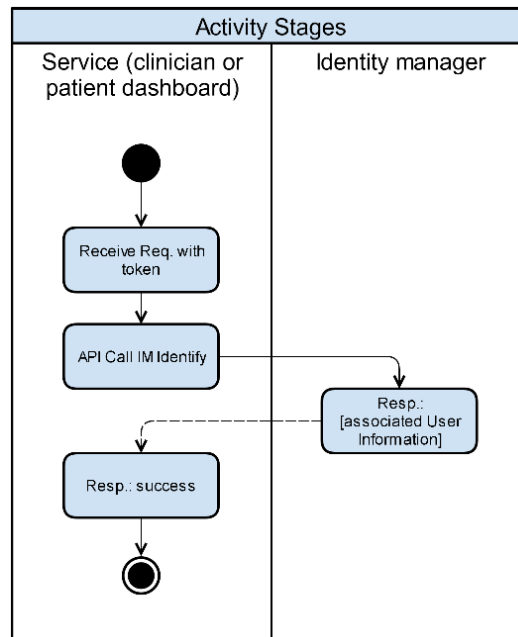 Activity Stages
Service (clinician or
patient dashboard)
Identity manager
Receive Req. with
token
API Call IM Identify
Resp.:
[associated User
Information]
Resp.: success